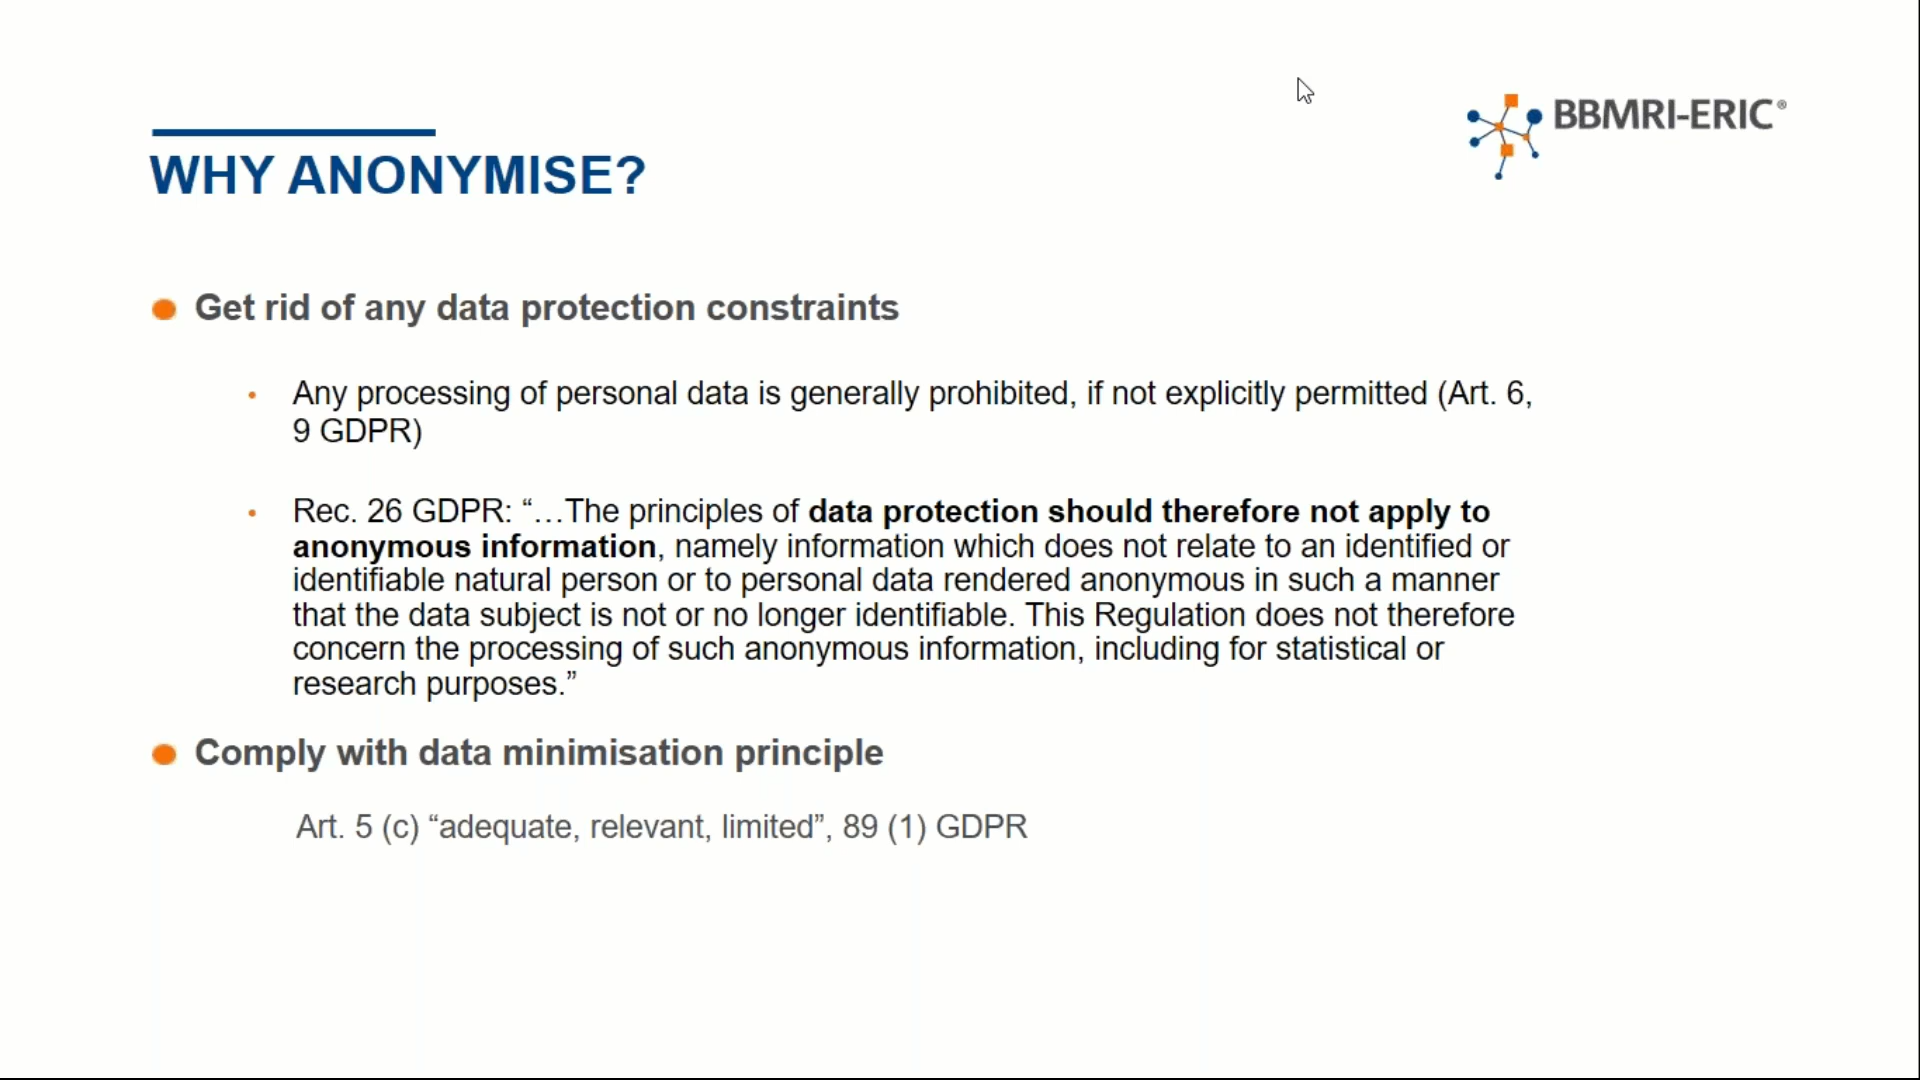 BBMRI-ERIC®
WHY ANONYMISE?
Get rid of any data protection constraints
• Any processing of personal data is generally prohibited, if not explicitly permitted (Art. 6,
9 GDPR)
• Rec. 26 GDPR: “…The principles of data protection should therefore not apply to
anonymous information, namely information which does not relate to an identified or
identifiable natural person or to personal data rendered anonymous in such a manner
that the data subject is not or no longer identifiable. This Regulation does not therefore
concern the processing of such anonymous information, including for statistical or
research purposes.”
Comply with data minimisation principle
Art. 5 (c) “adequate, relevant, limited”, 89 (1) GDPR